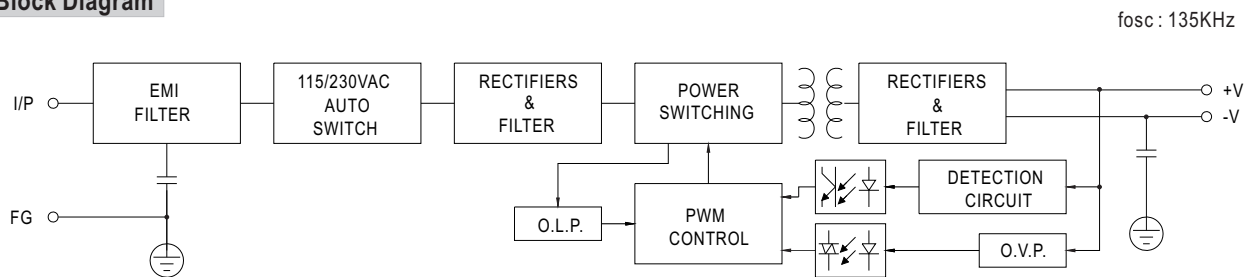 Block Diagram
fosc : 135KHz
I/P
EMI
FILTER
115/230VAC
AUTO
SWITCH
RECTIFIERS
&
FILTER
POWER
SWITCHING
RECTIFIERS
&
FILTER
+V
-V
DETECTION
CIRCUIT
FG
O.L.P.
PWM
CONTROL
O.V.P.